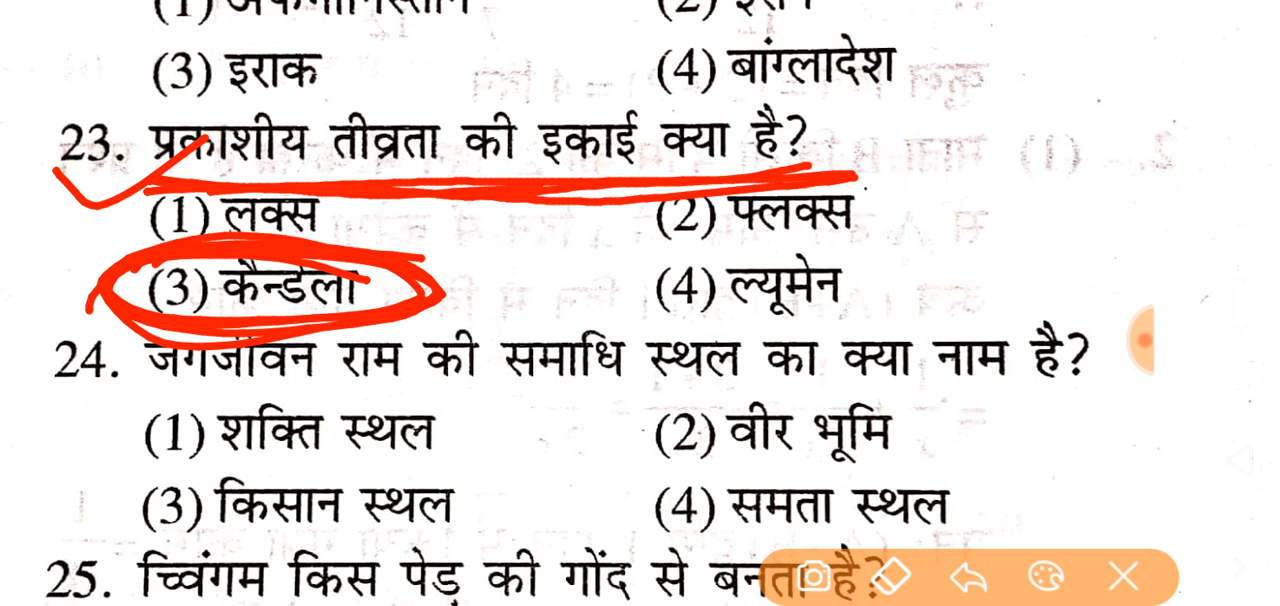 (3) इराक (4) बांग्लादेश
23. प्रकाशीय तीव्रता की इकाई क्या है?
(1) लक्स (2) फ्लक्स
(3) कैन्डेला (4) ल्यूमेन
24. जगजीवन राम की समाधि स्थल का क्या नाम है?
(1) शक्ति स्थल (2) वीर भूमि
(3) किसान स्थल (4) समता स्थल
25. च्विंगम किस पेड़ की गोंद से बनता है?